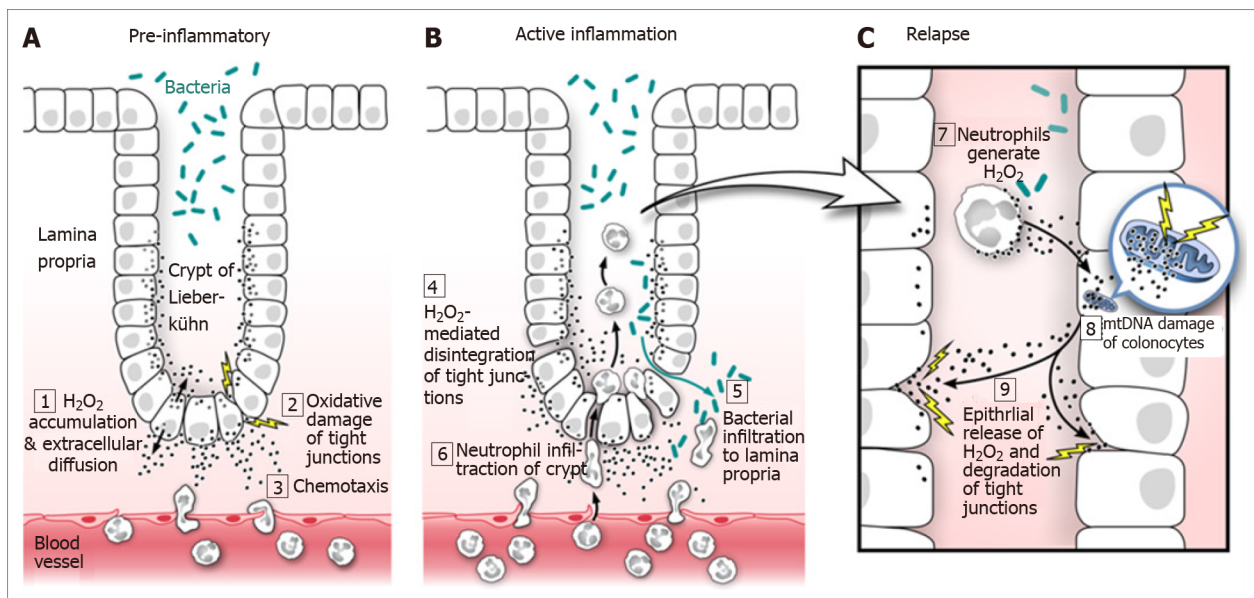 A
Pre-inflammatory
Bacteria
Lamina
propria
Crypt of
Lieber-
kühn
1 H₂O₂
accumulation
& extracellular
diffusion
2 Oxidative
damage
of tight
junctions
3 Chemotaxis
Blood
vessel
B
Active inflammation
4
H₂O₂-
mediated
disintegration
of tight junc
-tions
5
Bacterial
infiltration
to lamina
propria
6 Neutrophil infil-
traction of crypt
C
Relapse
7 Neutrophils
generate
H₂O₂
8 mtDNA damage
of colonocytes
9
Epithrlial
release of
H₂O₂ and
degradation
of tight
junctions